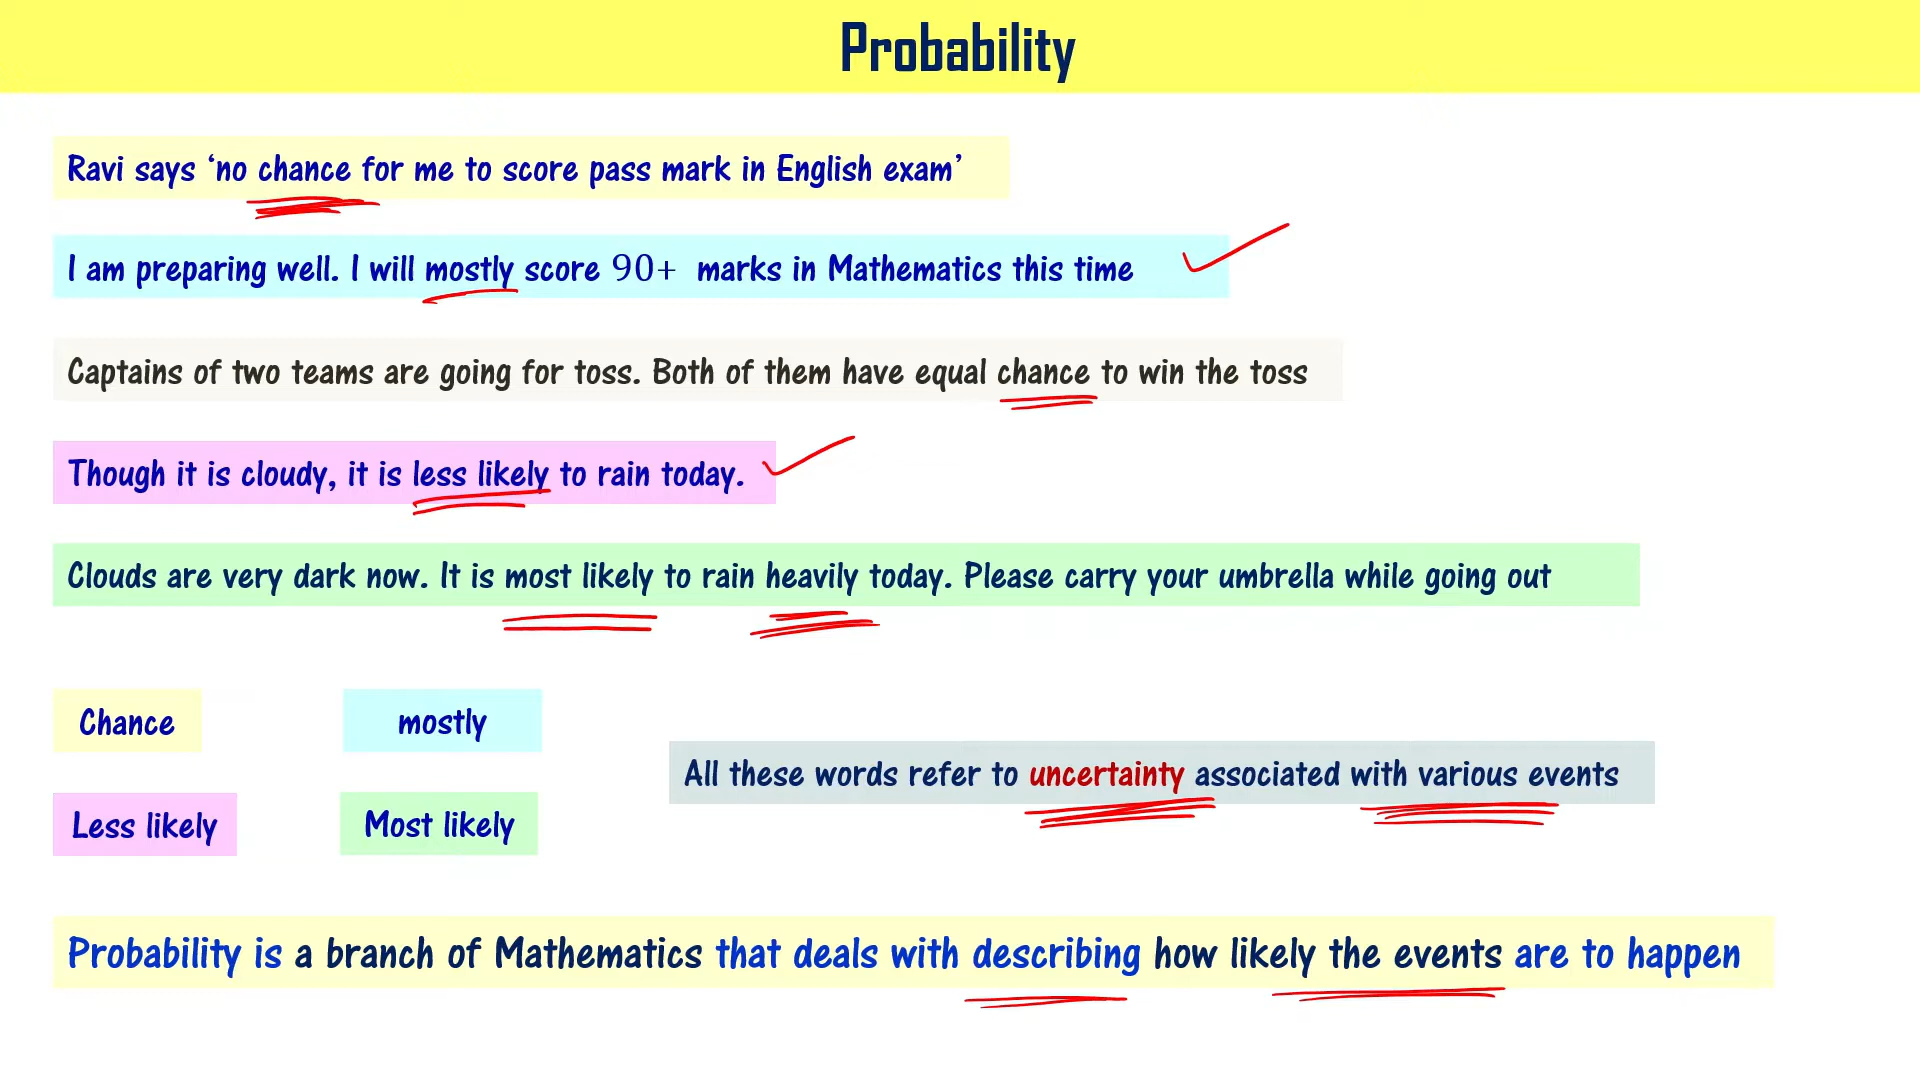 Probability
Ravi says ‘no chance for me to score pass mark in English exam’
I am preparing well. I will mostly score 90+ marks in Mathematics this time
Captains of two teams are going for toss. Both of them have equal chance to win the toss
Though it is cloudy, it is less likely to rain today.
Clouds are very dark now. It is most likely to rain heavily today. Please carry your umbrella while going out
Chance
mostly
Less likely
Most likely
All these words refer to uncertainty associated with various events
Probability is a branch of Mathematics that deals with describing how likely the events are to happen